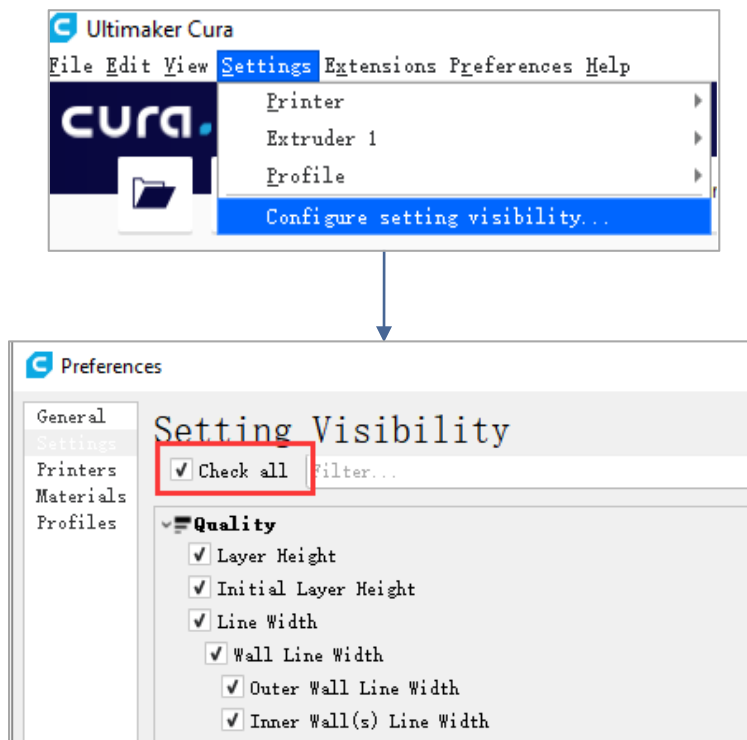 Ultimaker Cura
File Edit View Settings Extensions Preferences Help
cura.
Printer
Extruder 1
Profile
Configure setting visibility...
Preferences
General
Settings
Printers
Materials
Profiles
Setting Visibility
Check all Filter...
Quality
Layer Height
Initial Layer Height
Line Width
Wall Line Width
Outer Wall Line Width
Inner Wall(s) Line Width